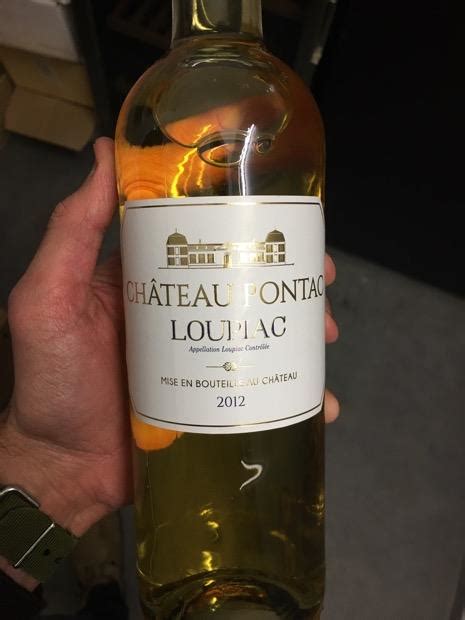 CHÂTEAU PONTAC
LOUPIAC
Appellation Loupiac Contrôlée
MISE EN BOUTEILLE AU CHÂTEAU
2012